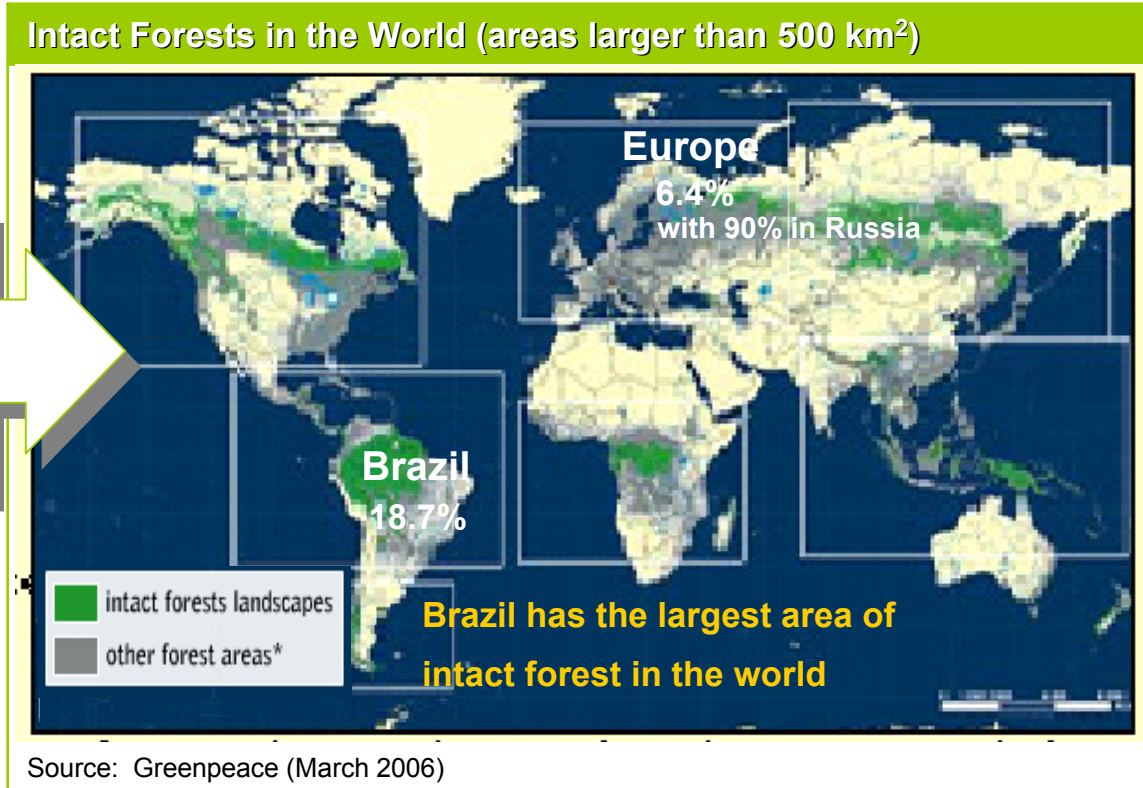 Intact Forests in the World (areas larger than 500 km²)
Europe
6.4%
with 90% in Russia
Brazil
18.7%
intact forests landscapes
other forest areas*
Brazil has the largest area of
intact forest in the world
Source: Greenpeace (March 2006)